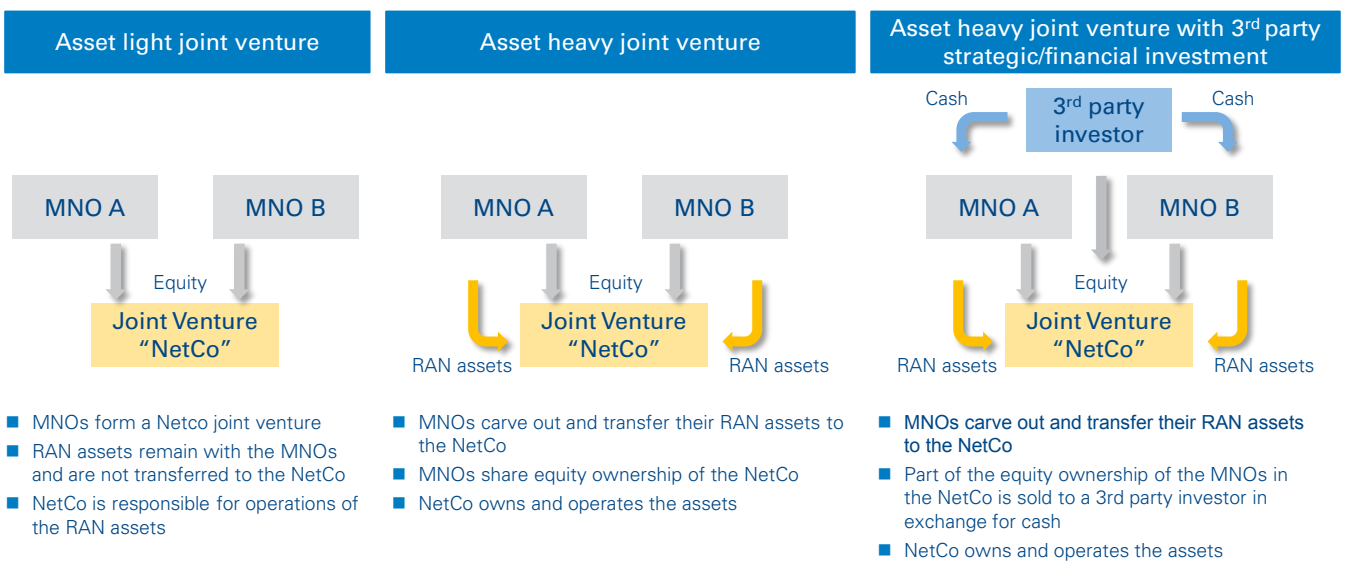 Asset light joint venture
MNO A
MNO B
Equity
Joint Venture
“NetCo”
■ MNOs form a Netco joint venture
■ RAN assets remain with the MNOs
and are not transferred to the NetCo
■ NetCo is responsible for operations of
the RAN assets
Asset heavy joint venture
MNO A
MNO B
Equity
Joint Venture
“NetCo”
RAN assets
RAN assets
■ MNOs carve out and transfer their RAN assets to
the NetCo
■ MNOs share equity ownership of the NetCo
■ NetCo owns and operates the assets
Asset heavy joint venture with 3rd party
strategic/financial investment
Cash
3rd party
investor
Cash
MNO A
MNO B
Equity
Joint Venture
“NetCo”
RAN assets
RAN assets
■ MNOs carve out and transfer their RAN assets
to the NetCo
■ Part of the equity ownership of the MNOs in
the NetCo is sold to a 3rd party investor in
exchange for cash
■ NetCo owns and operates the assets